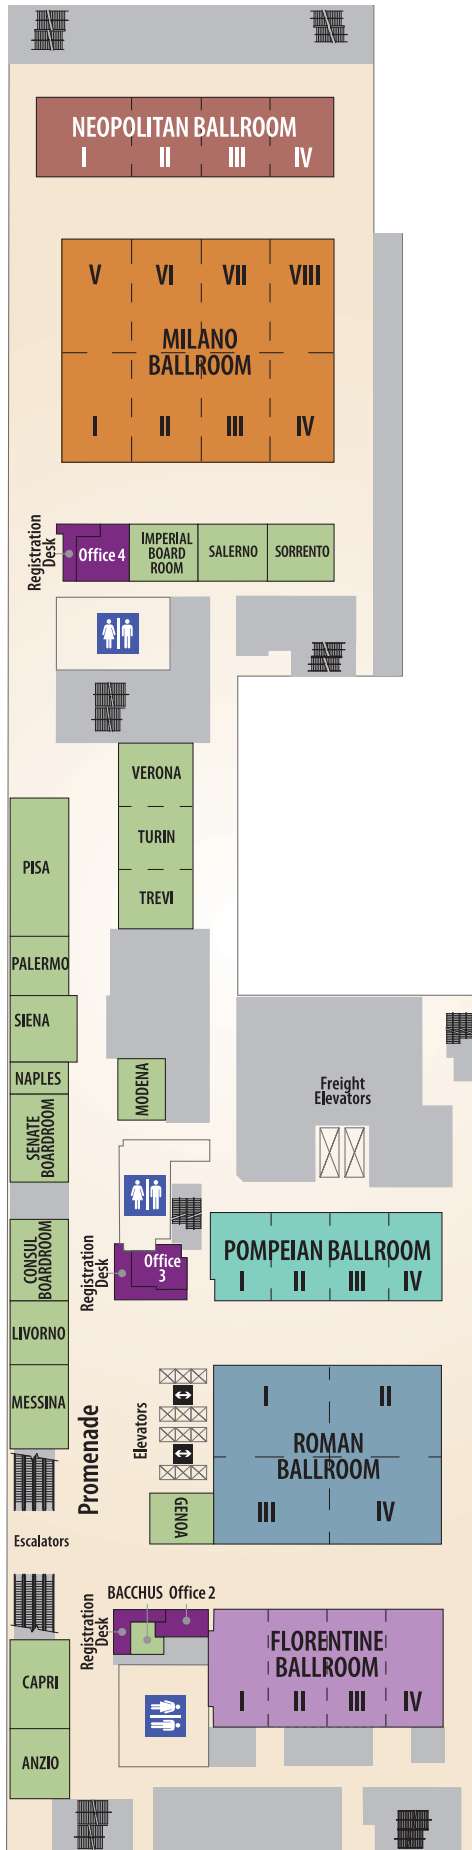 NEOPOLITAN BALLROOM
I II III IV
V VI VII VIII
MILANO
BALLROOM
I II III IV
Registration
Desk
Office 4
IMPERIAL
BOARD
ROOM
SALERNO
SORRENTO
VERONA
TURIN
TREVI
PISA
PALERMO
SIENA
NAPLES
SENATE
BOARDROOM
MODENA
Freight
Elevators
CONSUL
BOARDROOM
LIVORNO
MESSINA
Registration
Desk
Office
3
POMPEIAN BALLROOM
I II III IV
Promenade
Elevators
I II
ROMAN
BALLROOM
III IV
GENOA
Escalators
BACCHUS Office 2
Registration
Desk
FLORENTINE
BALLROOM
I II III IV
CAPRI
ANZIO